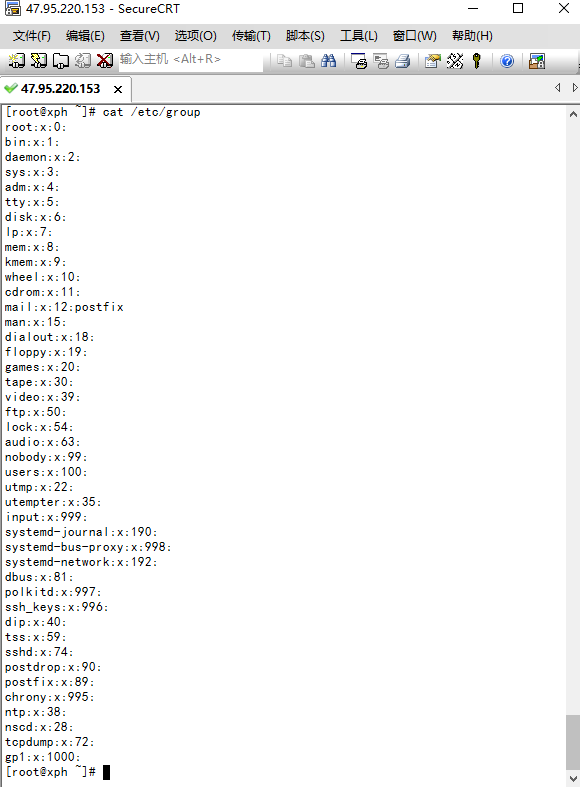 47.95.220.153 - SecureCRT
文件(F) 编辑(E) 查看(V) 选项(O) 传输(T) 脚本(S) 工具(L) 窗口(W) 帮助(H)
输入主机 <Alt+R>
47.95.220.153
[root@xph ~]# cat /etc/group
root:x:0:
bin:x:1:
daemon:x:2:
sys:x:3:
adm:x:4:
tty:x:5:
disk:x:6:
lp:x:7:
mem:x:8:
kmem:x:9:
wheel:x:10:
cdrom:x:11:
mail:x:12:postfix
man:x:15:
dialout:x:18:
floppy:x:19:
games:x:20:
tape:x:30:
video:x:39:
ftp:x:50:
lock:x:54:
audio:x:63:
nobody:x:99:
users:x:100:
utmp:x:22:
utempter:x:35:
input:x:999:
systemd-journal:x:190:
systemd-bus-proxy:x:998:
systemd-network:x:192:
dbus:x:81:
polkitd:x:997:
ssh_keys:x:996:
dip:x:40:
tss:x:59:
sshd:x:74:
postdrop:x:90:
postfix:x:89:
chrony:x:995:
ntp:x:38:
nscd:x:28:
tcpdump:x:72:
gp1:x:1000:
[root@xph ~]#